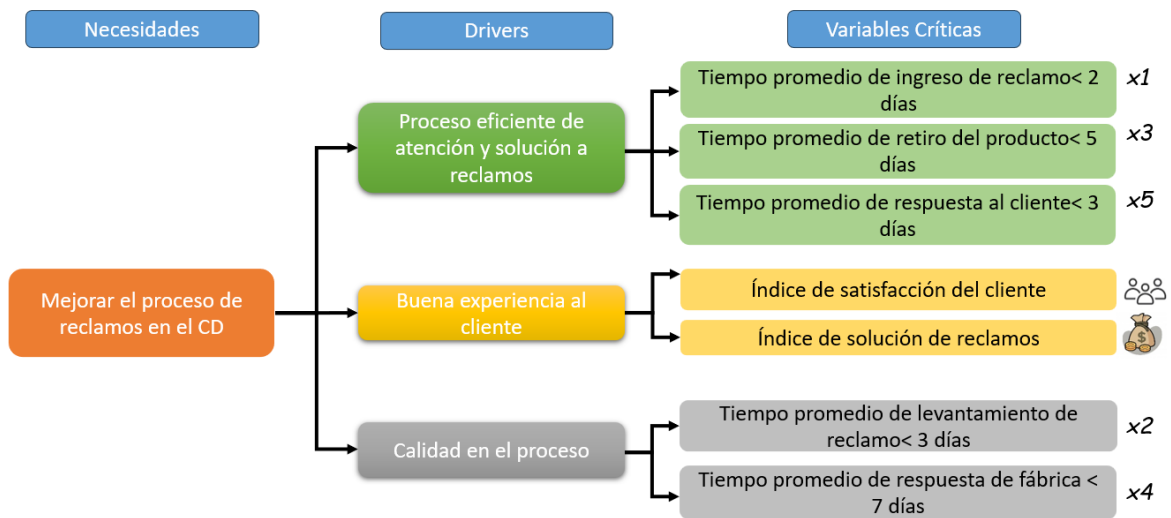 Necesidades
Drivers
Variables Críticas
Mejorar el proceso de
reclamos en el CD
Proceso eficiente de
atención y solución a
reclamos
Tiempo promedio de ingreso de reclamo< 2
días
x1
Tiempo promedio de retiro del producto< 5
días
x3
Tiempo promedio de respuesta al cliente< 3
días
x5
Buena experiencia al
cliente
Índice de satisfacción del cliente
Índice de solución de reclamos
$
Calidad en el proceso
Tiempo promedio de levantamiento de
reclamo< 3 días
x2
Tiempo promedio de respuesta de fábrica <
7 días
x4